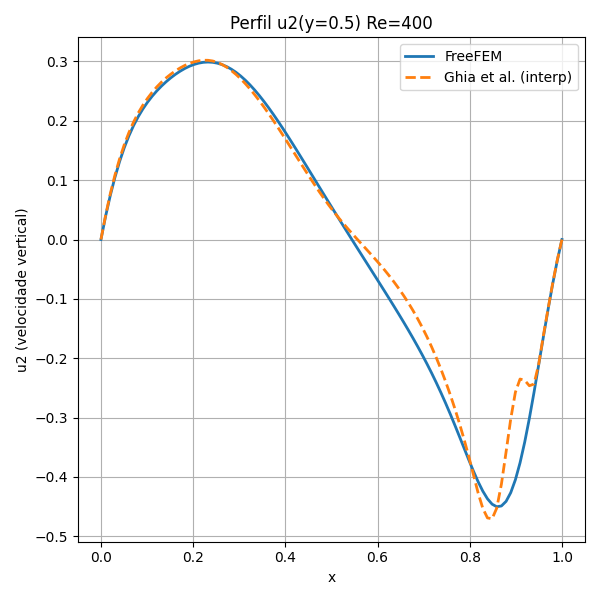 Perfil u2(y=0.5) Re=400
FreeFEM
Ghia et al. (interp)
u2 (velocidade vertical)
0.3
0.2
0.1
0.0
−0.1
−0.2
−0.3
−0.4
−0.5
0.0 0.2 0.4 0.6 0.8 1.0
x